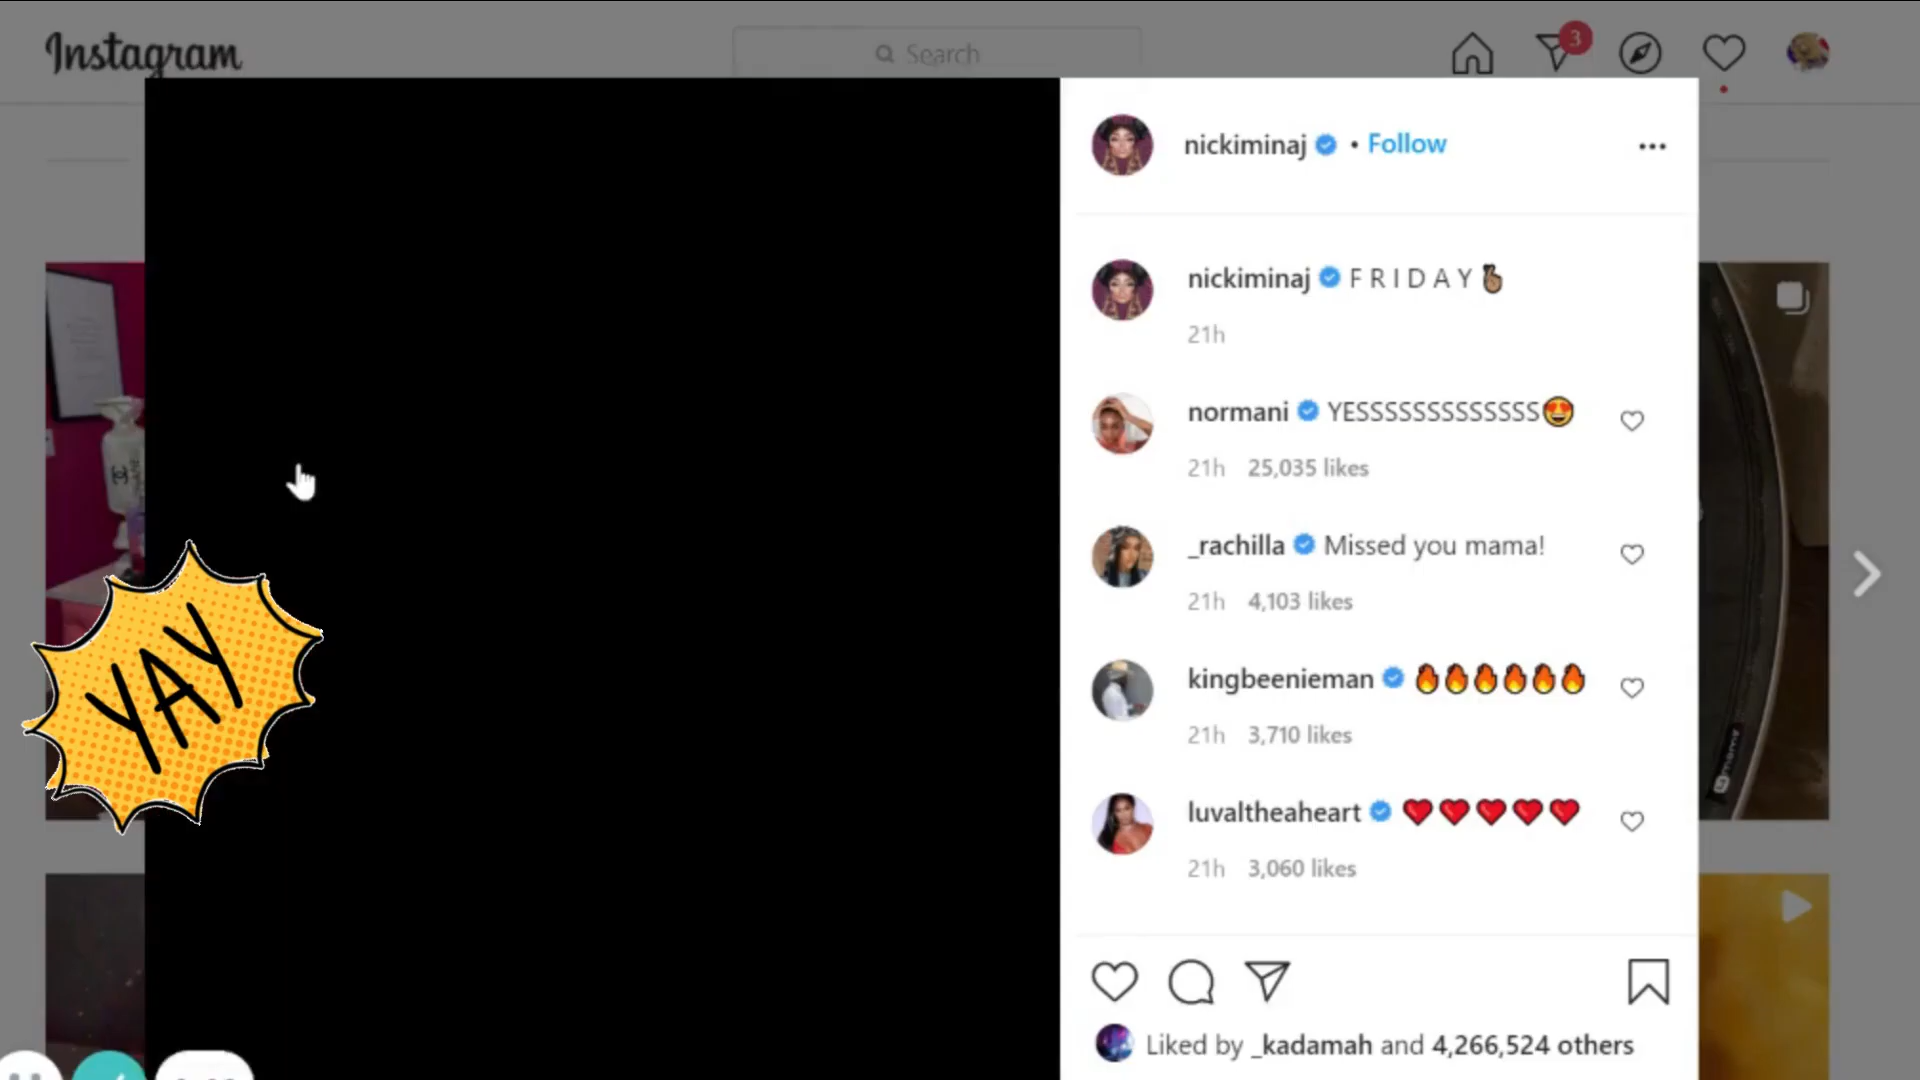 Instagram
Search
3
nickiminaj • Follow
nickiminaj F R I D A Y
21h
normani YESSSSSSSSSSSSS😍
21h 25,035 likes
_rachilla Missed you mama!
21h 4,103 likes
kingbeenieman 🔥🔥🔥🔥🔥🔥
21h 3,710 likes
luvaltheaheart ❤️❤️❤️❤️❤️
21h 3,060 likes
YAY
Liked by _kadamah and 4,266,524 others